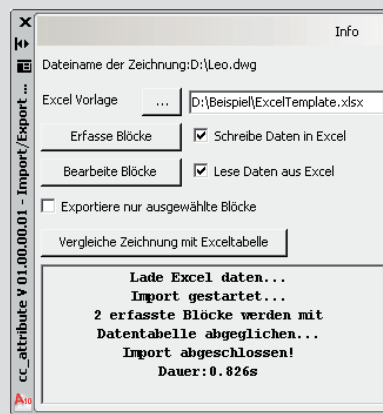 Info
Dateiname der Zeichnung:D:\Leo.dwg
Excel Vorlage ... D:\Beispiel\ExcelTemplate.xlsx
Erfasse Blöcke Schreibe Daten in Excel
Bearbeite Blöcke Lese Daten aus Excel
Exportiere nur ausgewählte Blöcke
Vergleiche Zeichnung mit Exceltabelle
Lade Excel daten...
Import gestartet...
2 erfasste Blöcke werden mit
Datentabelle abgeglichen...
Import abgeschlossen!
Dauer:0.826s
cc_attribute V 01.00.00.01 - Import/Export ...
A10